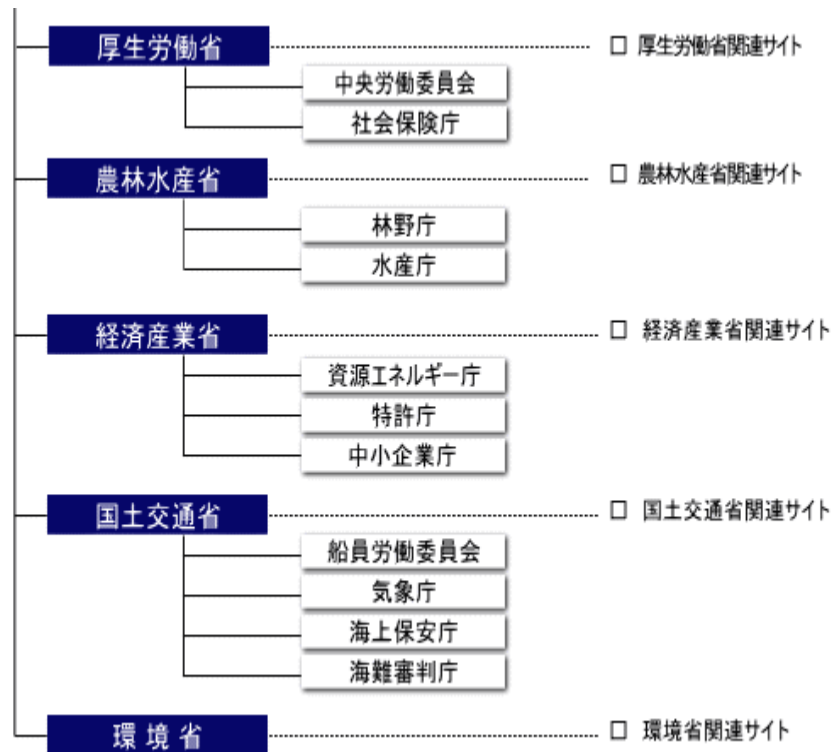 厚生労働省 □ 厚生労働省関連サイト
中央労働委員会
社会保険庁
農林水産省 □ 農林水産省関連サイト
林野庁
水産庁
経済産業省 □ 経済産業省関連サイト
資源エネルギー庁
特許庁
中小企業庁
国土交通省 □ 国土交通省関連サイト
船員労働委員会
気象庁
海上保安庁
海難審判庁
環境省 □ 環境省関連サイト